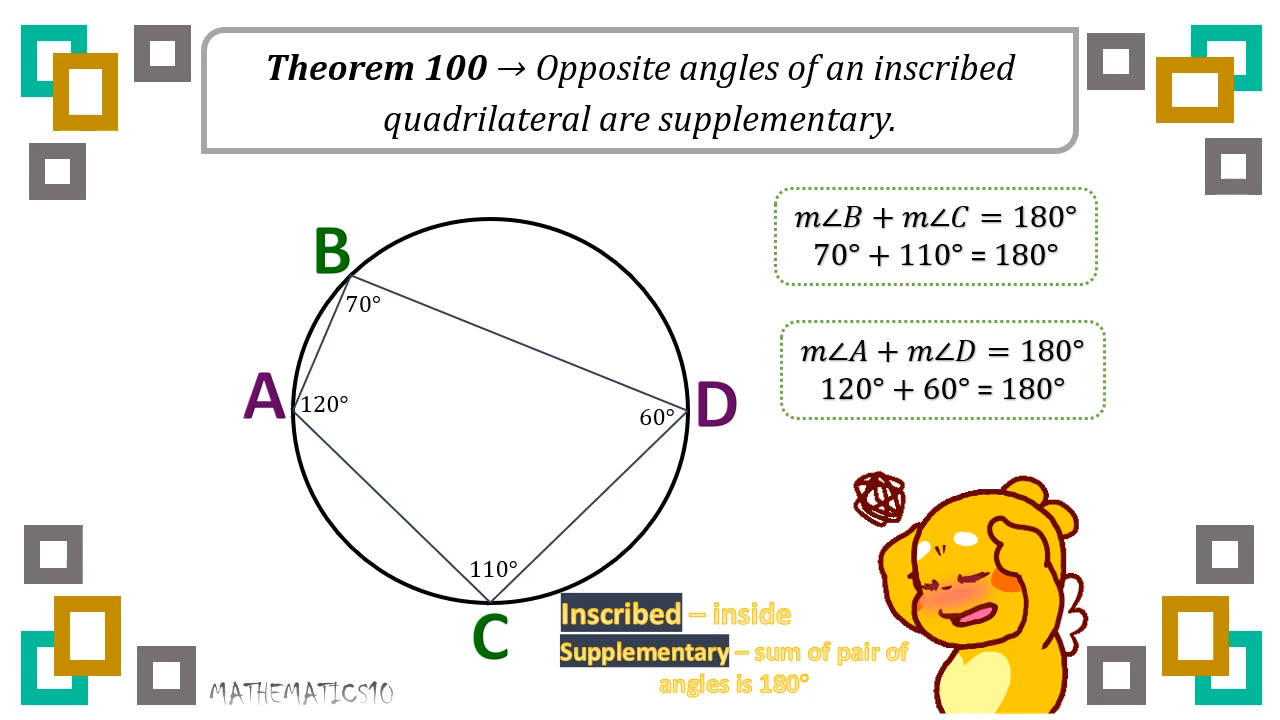 Theorem 100 → Opposite angles of an inscribed
quadrilateral are supplementary.
m∠B + m∠C = 180°
70° + 110° = 180°
m∠A + m∠D = 180°
120° + 60° = 180°
B
70°
A
120°
60°
D
110°
C
Inscribed – inside
Supplementary – sum of pair of
angles is 180°
MATHEMATICS10